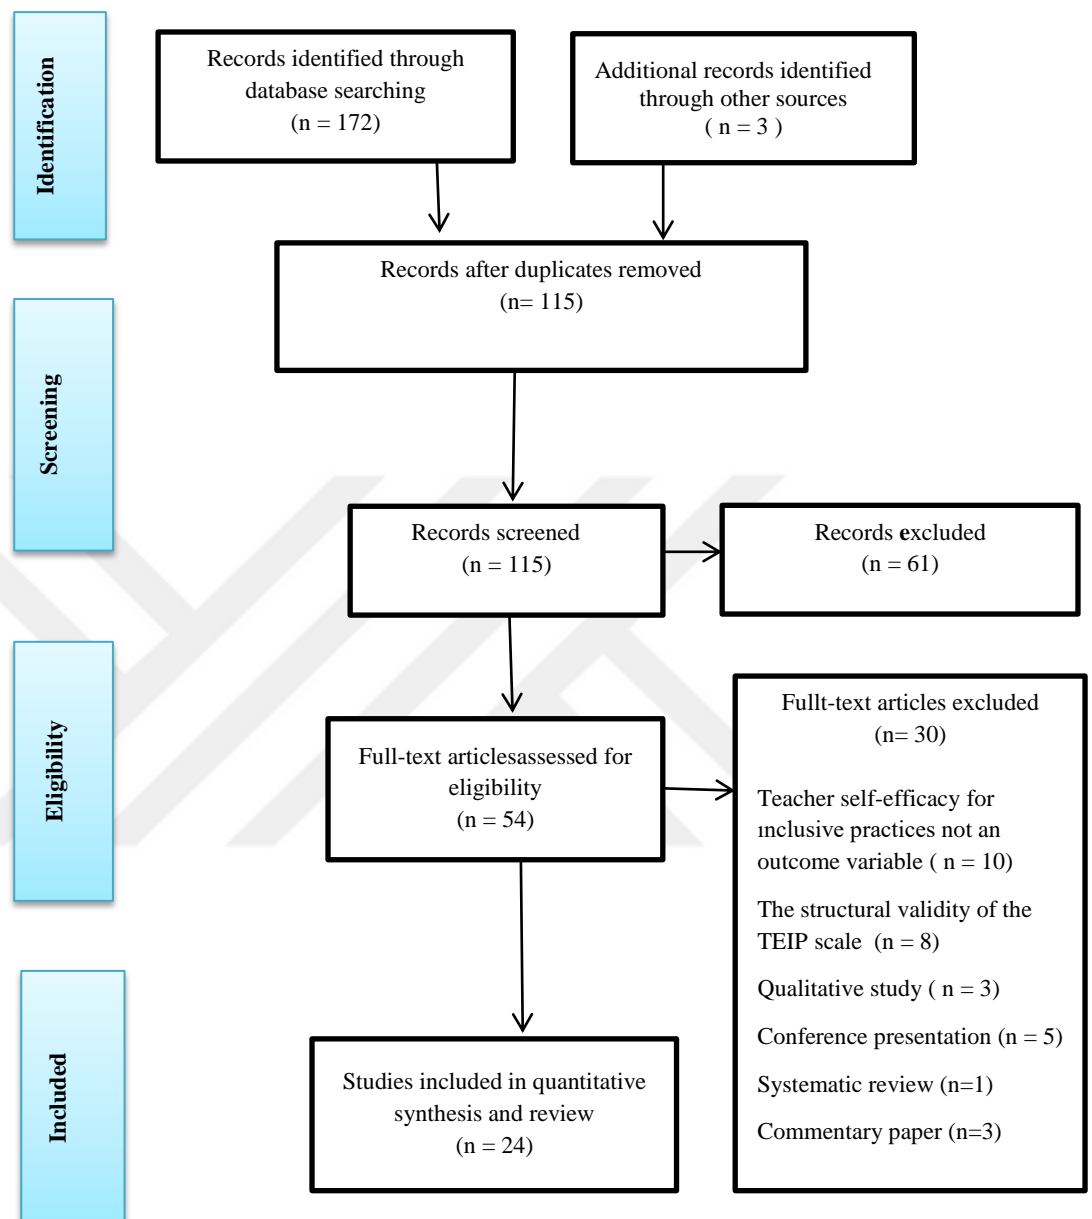 Identification
Records identified through
database searching
(n = 172)
Additional records identified
through other sources
( n = 3 )
Records after duplicates removed
(n= 115)
Screening
Records screened
(n = 115)
Records excluded
(n = 61)
Eligibility
Full-text articlesassessed for
eligibility
(n = 54)
Fullt-text articles excluded
(n= 30)
Teacher self-efficacy for
ınclusive practices not an
outcome variable ( n = 10)
The structural validity of the
TEIP scale (n = 8)
Qualitative study ( n = 3)
Conference presentation (n = 5)
Systematic review (n=1)
Commentary paper (n=3)
Included
Studies included in quantitative
synthesis and review
(n = 24)